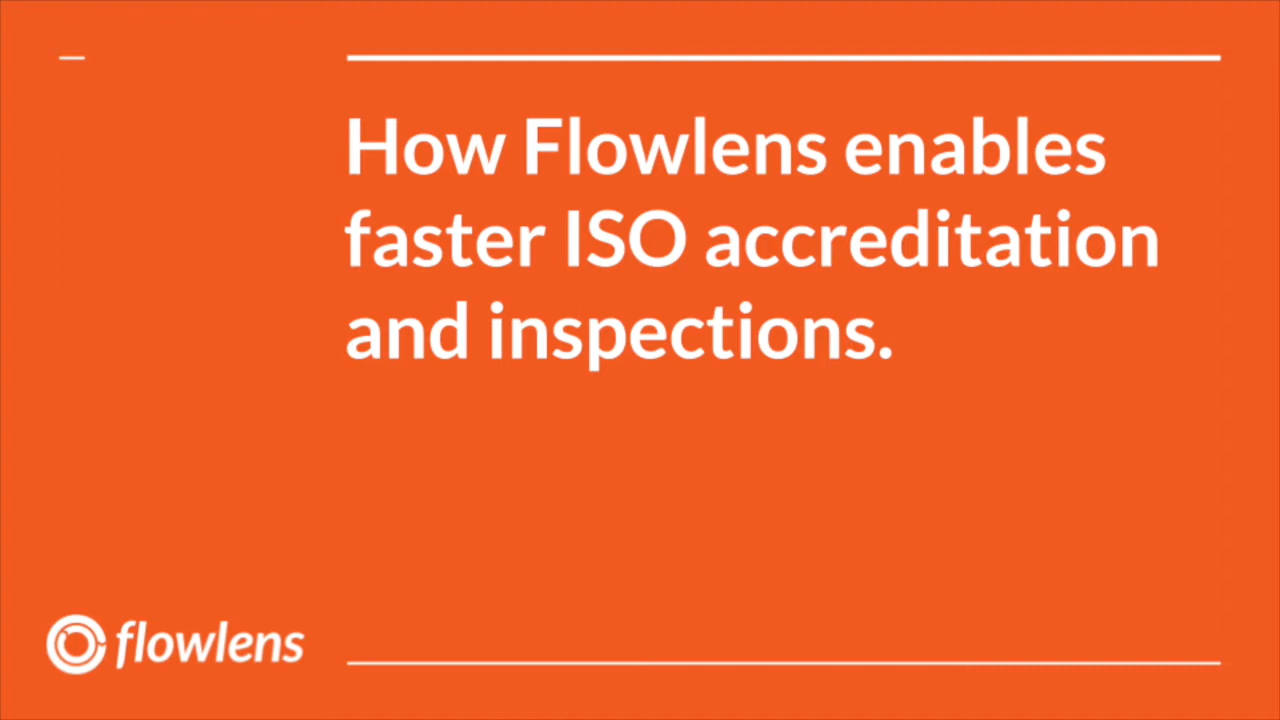 How Flowlens enables
faster ISO accreditation
and inspections.
flowlens